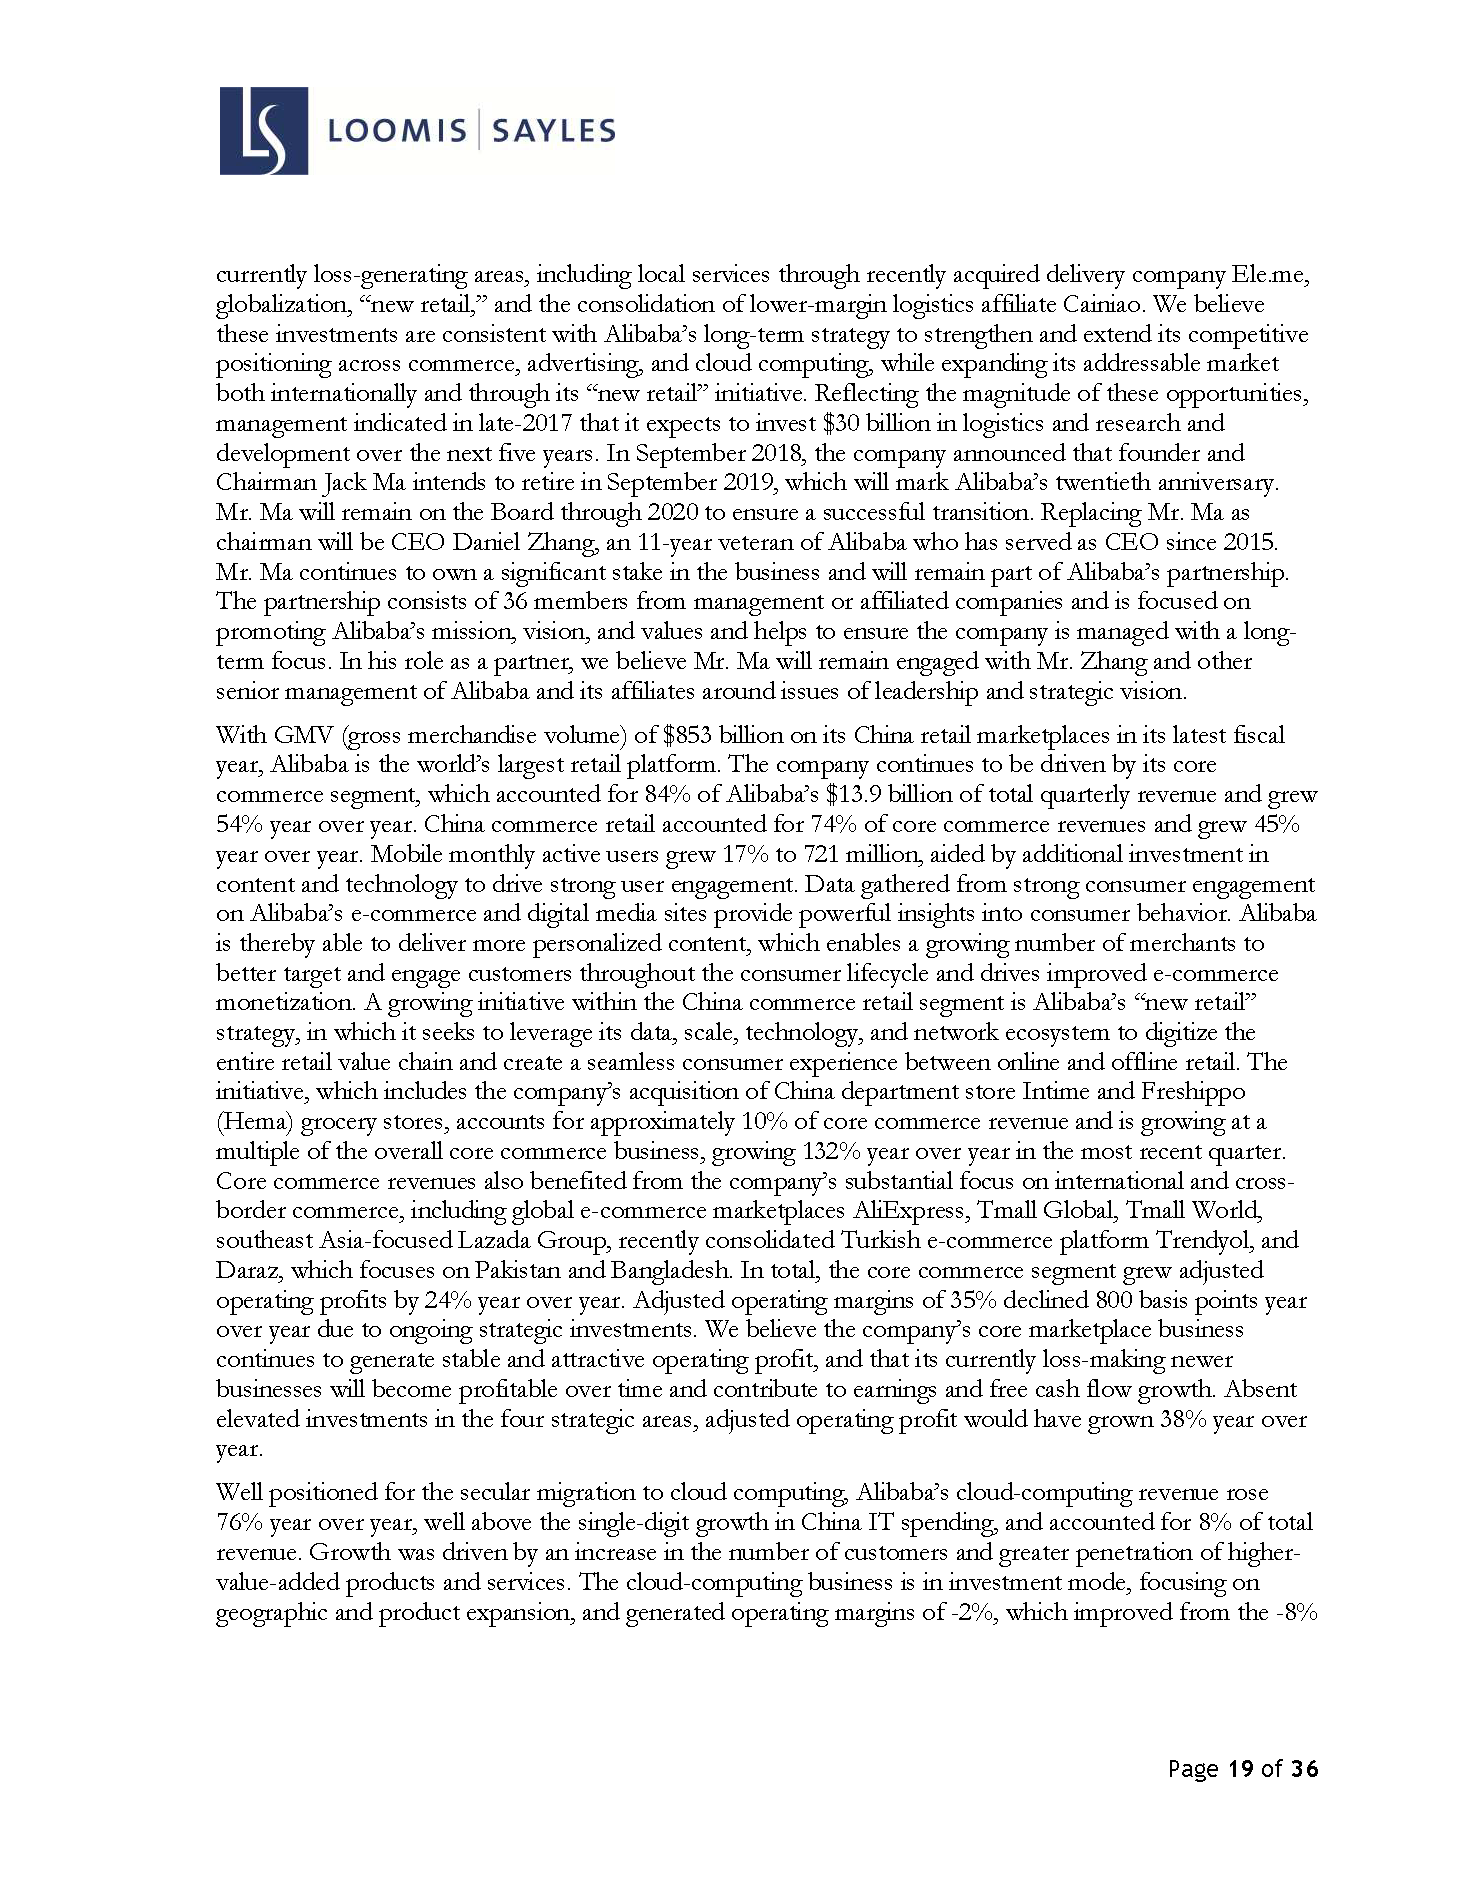 LS LOOMIS | SAYLES
currently loss-generating areas, including local services through recently acquired delivery company Ele.me,
globalization, “new retail,” and the consolidation of lower-margin logistics affiliate Cainiao. We believe
these investments are consistent with Alibaba’s long-term strategy to strengthen and extend its competitive
positioning across commerce, advertising, and cloud computing, while expanding its addressable market
both internationally and through its “new retail” initiative. Reflecting the magnitude of these opportunities,
management indicated in late-2017 that it expects to invest $30 billion in logistics and research and
development over the next five years. In September 2018, the company announced that founder and
Chairman Jack Ma intends to retire in September 2019, which will mark Alibaba’s twentieth anniversary.
Mr. Ma will remain on the Board through 2020 to ensure a successful transition. Replacing Mr. Ma as
chairman will be CEO Daniel Zhang, an 11-year veteran of Alibaba who has served as CEO since 2015.
Mr. Ma continues to own a significant stake in the business and will remain part of Alibaba’s partnership.
The partnership consists of 36 members from management or affiliated companies and is focused on
promoting Alibaba’s mission, vision, and values and helps to ensure the company is managed with a long-
term focus. In his role as a partner, we believe Mr. Ma will remain engaged with Mr. Zhang and other
senior management of Alibaba and its affiliates around issues of leadership and strategic vision.
With GMV (gross merchandise volume) of $853 billion on its China retail marketplaces in its latest fiscal
year, Alibaba is the world’s largest retail platform. The company continues to be driven by its core
commerce segment, which accounted for 84% of Alibaba’s $13.9 billion of total quarterly revenue and grew
54% year over year. China commerce retail accounted for 74% of core commerce revenues and grew 45%
year over year. Mobile monthly active users grew 17% to 721 million, aided by additional investment in
content and technology to drive strong user engagement. Data gathered from strong consumer engagement
on Alibaba’s e-commerce and digital media sites provide powerful insights into consumer behavior. Alibaba
is thereby able to deliver more personalized content, which enables a growing number of merchants to
better target and engage customers throughout the consumer lifecycle and drives improved e-commerce
monetization. A growing initiative within the China commerce retail segment is Alibaba’s “new retail”
strategy, in which it seeks to leverage its data, scale, technology, and network ecosystem to digitize the
entire retail value chain and create a seamless consumer experience between online and offline retail. The
initiative, which includes the company’s acquisition of China department store Intime and Freshippo
(Hema) grocery stores, accounts for approximately 10% of core commerce revenue and is growing at a
multiple of the overall core commerce business, growing 132% year over year in the most recent quarter.
Core commerce revenues also benefited from the company’s substantial focus on international and cross-
border commerce, including global e-commerce marketplaces AliExpress, Tmall Global, Tmall World,
southeast Asia-focused Lazada Group, recently consolidated Turkish e-commerce platform Trendyol, and
Daraz, which focuses on Pakistan and Bangladesh. In total, the core commerce segment grew adjusted
operating profits by 24% year over year. Adjusted operating margins of 35% declined 800 basis points year
over year due to ongoing strategic investments. We believe the company’s core marketplace business
continues to generate stable and attractive operating profit, and that its currently loss-making newer
businesses will become profitable over time and contribute to earnings and free cash flow growth. Absent
elevated investments in the four strategic areas, adjusted operating profit would have grown 38% year over
year.
Well positioned for the secular migration to cloud computing, Alibaba’s cloud-computing revenue rose
76% year over year, well above the single-digit growth in China IT spending, and accounted for 8% of total
revenue. Growth was driven by an increase in the number of customers and greater penetration of higher-
value-added products and services. The cloud-computing business is in investment mode, focusing on
geographic and product expansion, and generated operating margins of -2%, which improved from the -8%
Page 19 of 36